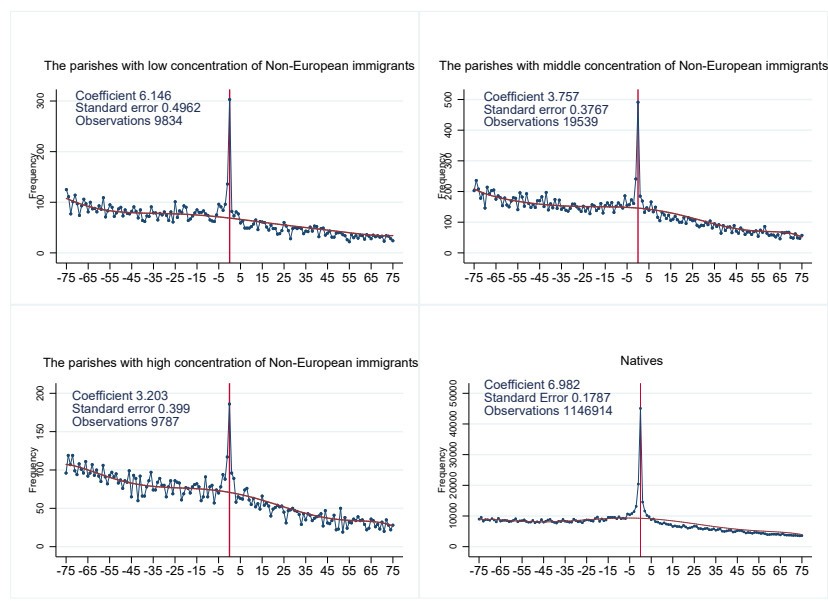 The parishes with low concentration of Non-European immigrants
Coefficient 6.146
Standard error 0.4962
Observations 9834
Frequency
300
200
100
0
-75 -65 -55 -45 -35 -25 -15 -5 5 15 25 35 45 55 65 75
The parishes with middle concentration of Non-European immigrants
Coefficient 3.757
Standard error 0.3767
Observations 19539
Frequency
500
400
300
200
100
0
-75 -65 -55 -45 -35 -25 -15 -5 5 15 25 35 45 55 65 75
The parishes with high concentration of Non-European immigrants
Coefficient 3.203
Standard error 0.399
Observations 9787
Frequency
200
150
100
50
0
-75 -65 -55 -45 -35 -25 -15 -5 5 15 25 35 45 55 65 75
Natives
Coefficient 6.982
Standard Error 0.1787
Observations 1146914
Frequency
50000
40000
30000
20000
10000
0
-75 -65 -55 -45 -35 -25 -15 -5 5 15 25 35 45 55 65 75